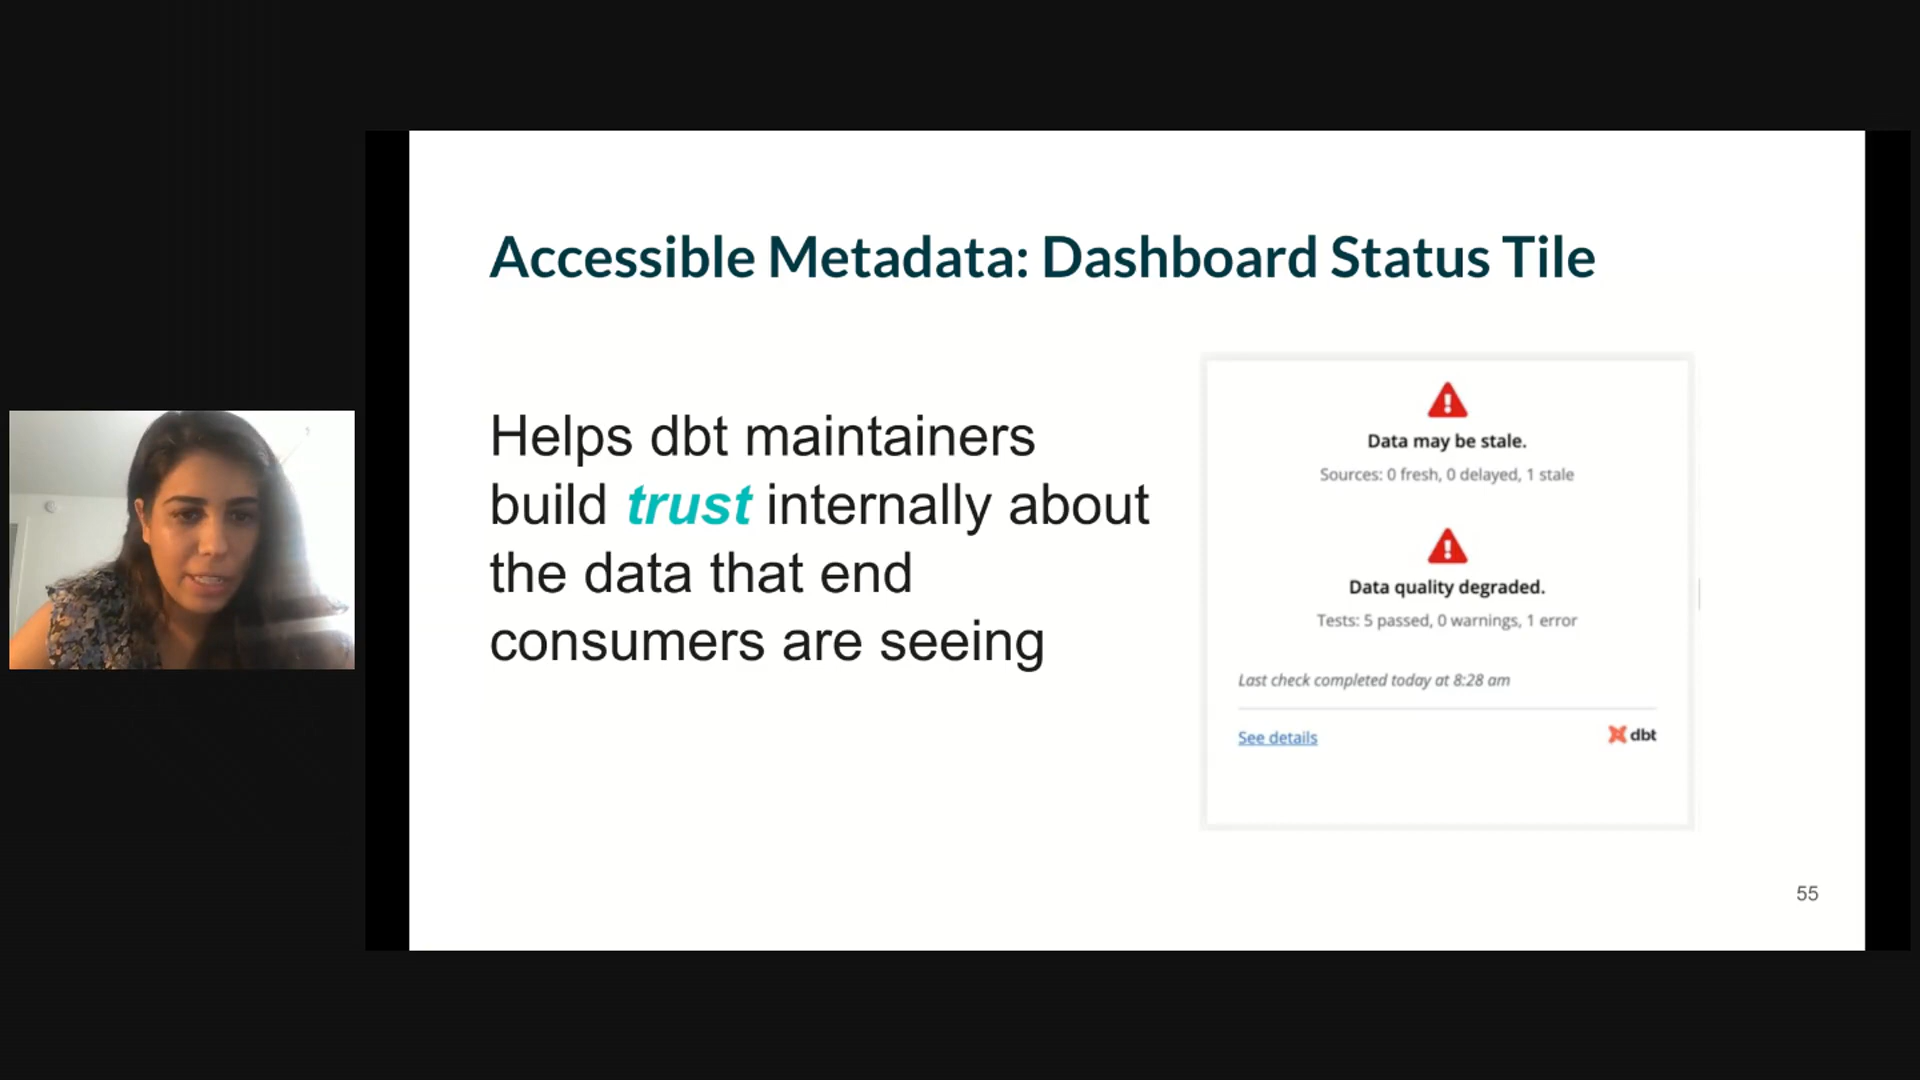 Accessible Metadata: Dashboard Status Tile
Helps dbt maintainers
build trust internally about
the data that end
consumers are seeing
Data may be stale.
Sources: 0 fresh, 0 delayed, 1 stale
Data quality degraded.
Tests: 5 passed, 0 warnings, 1 error
Last check completed today at 8:28 am
See details
dbt
55